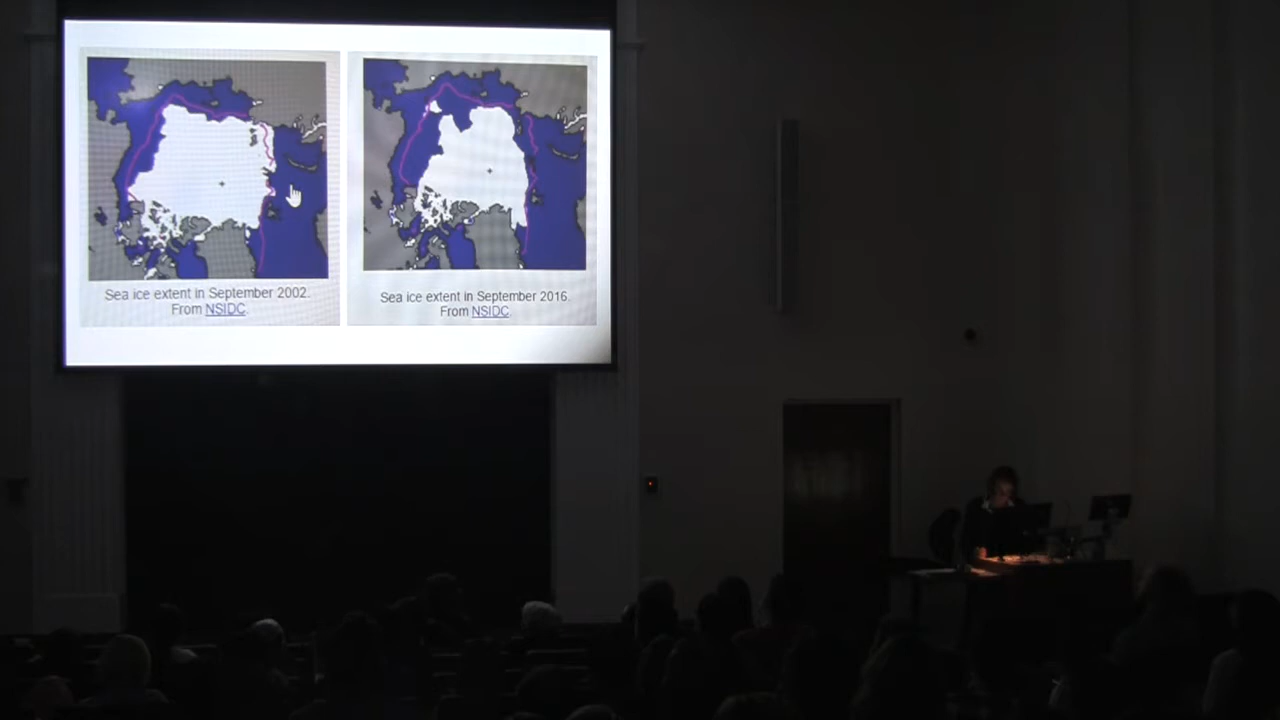 Sea ice extent in September 2002.
From NSIDC.
Sea ice extent in September 2016.
From NSIDC.